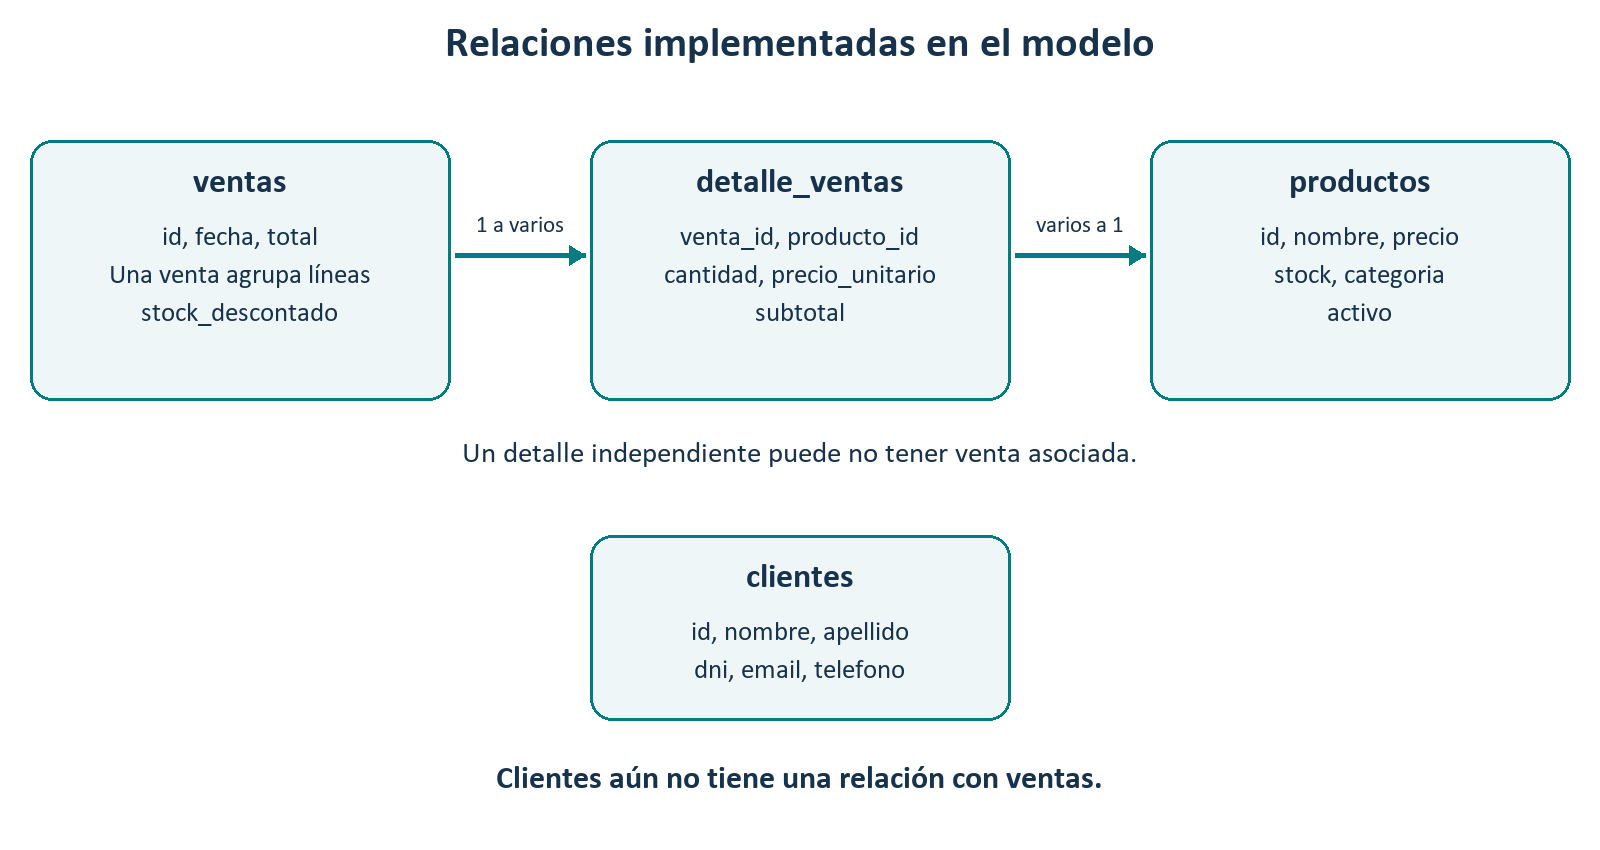 Relaciones implementadas en el modelo
ventas
id, fecha, total
Una venta agrupa líneas
stock_descontado
1 a varios
detalle_ventas
venta_id, producto_id
cantidad, precio_unitario
subtotal
varios a 1
productos
id, nombre, precio
stock, categoria
activo
Un detalle independiente puede no tener venta asociada.
clientes
id, nombre, apellido
dni, email, telefono
Clientes aún no tiene una relación con ventas.